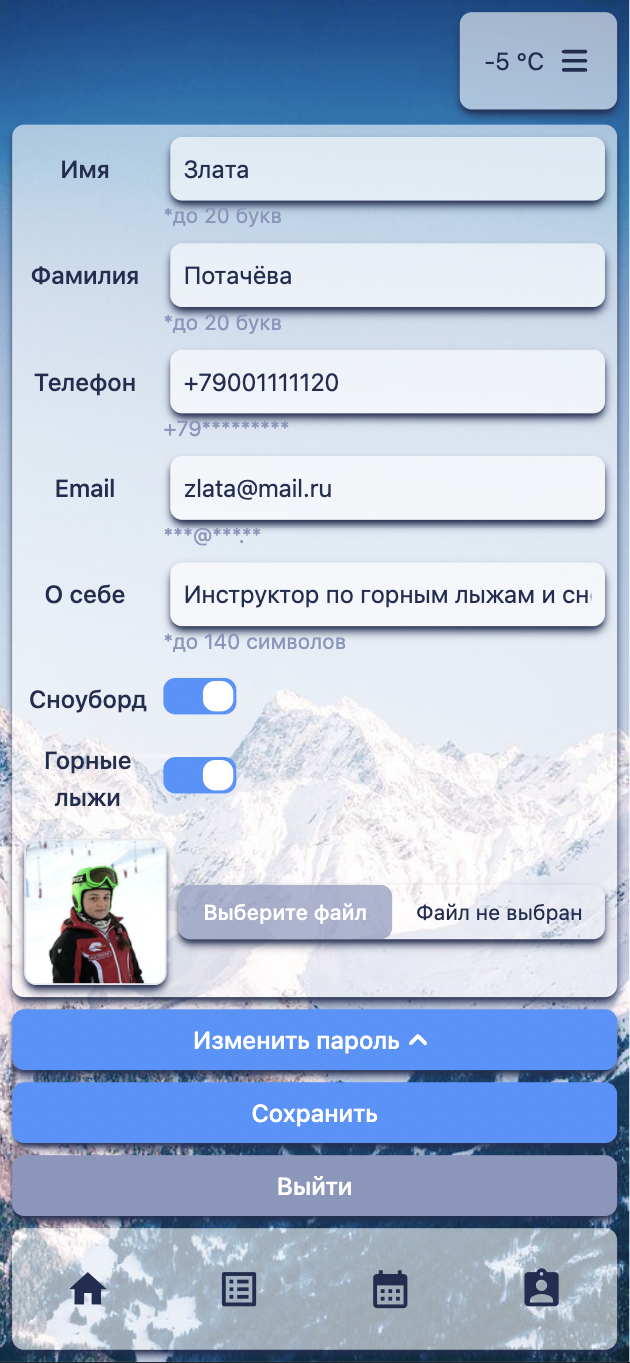 -5 °C
Имя
Злата
*до 20 букв
Фамилия
Потачёва
*до 20 букв
Телефон
+79001111120
+79*********
Email
zlata@mail.ru
***@***.**
О себе
Инструктор по горным лыжам и сн
*до 140 символов
Сноуборд
Горные
лыжи
Выберите файл
Файл не выбран
Изменить пароль
Сохранить
Выйти